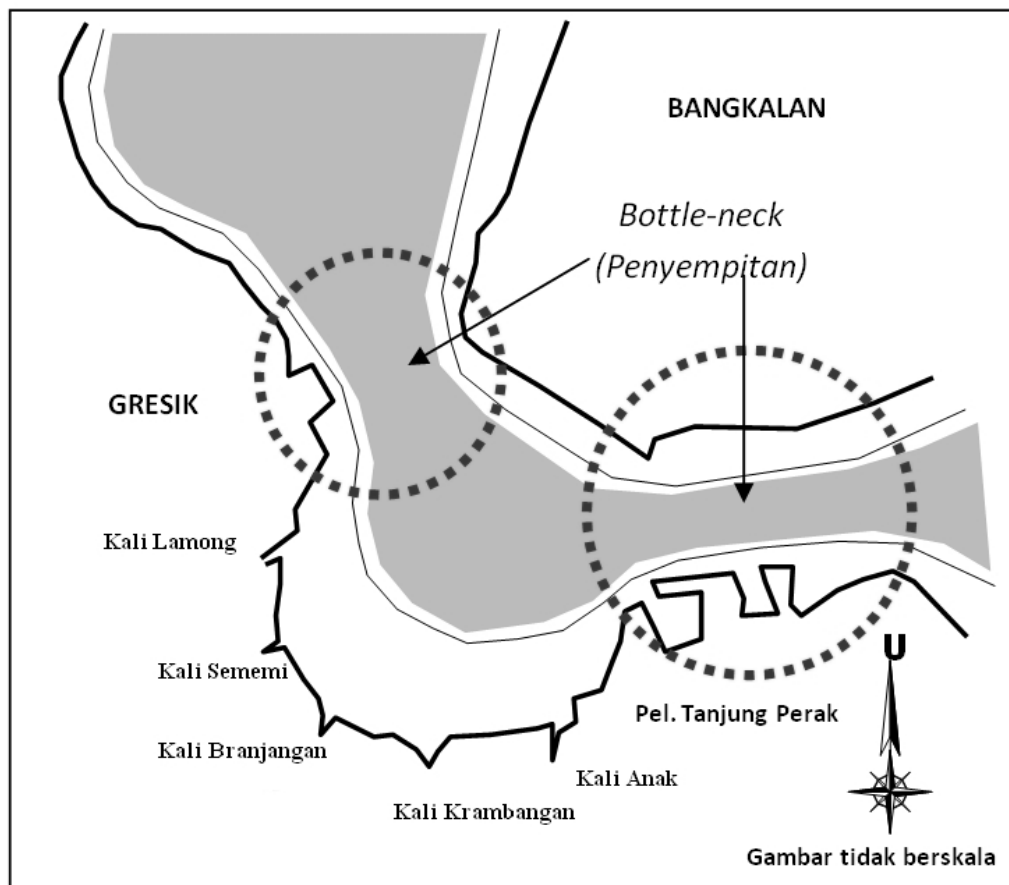 BANGKALAN
Bottle-neck
(Penyempitan)
GRESIK
Kali Lamong
Kali Sememi
Kali Branjangan
Kali Krambangan
Kali Anak
Pel. Tanjung Perak
U
Gambar tidak berskala